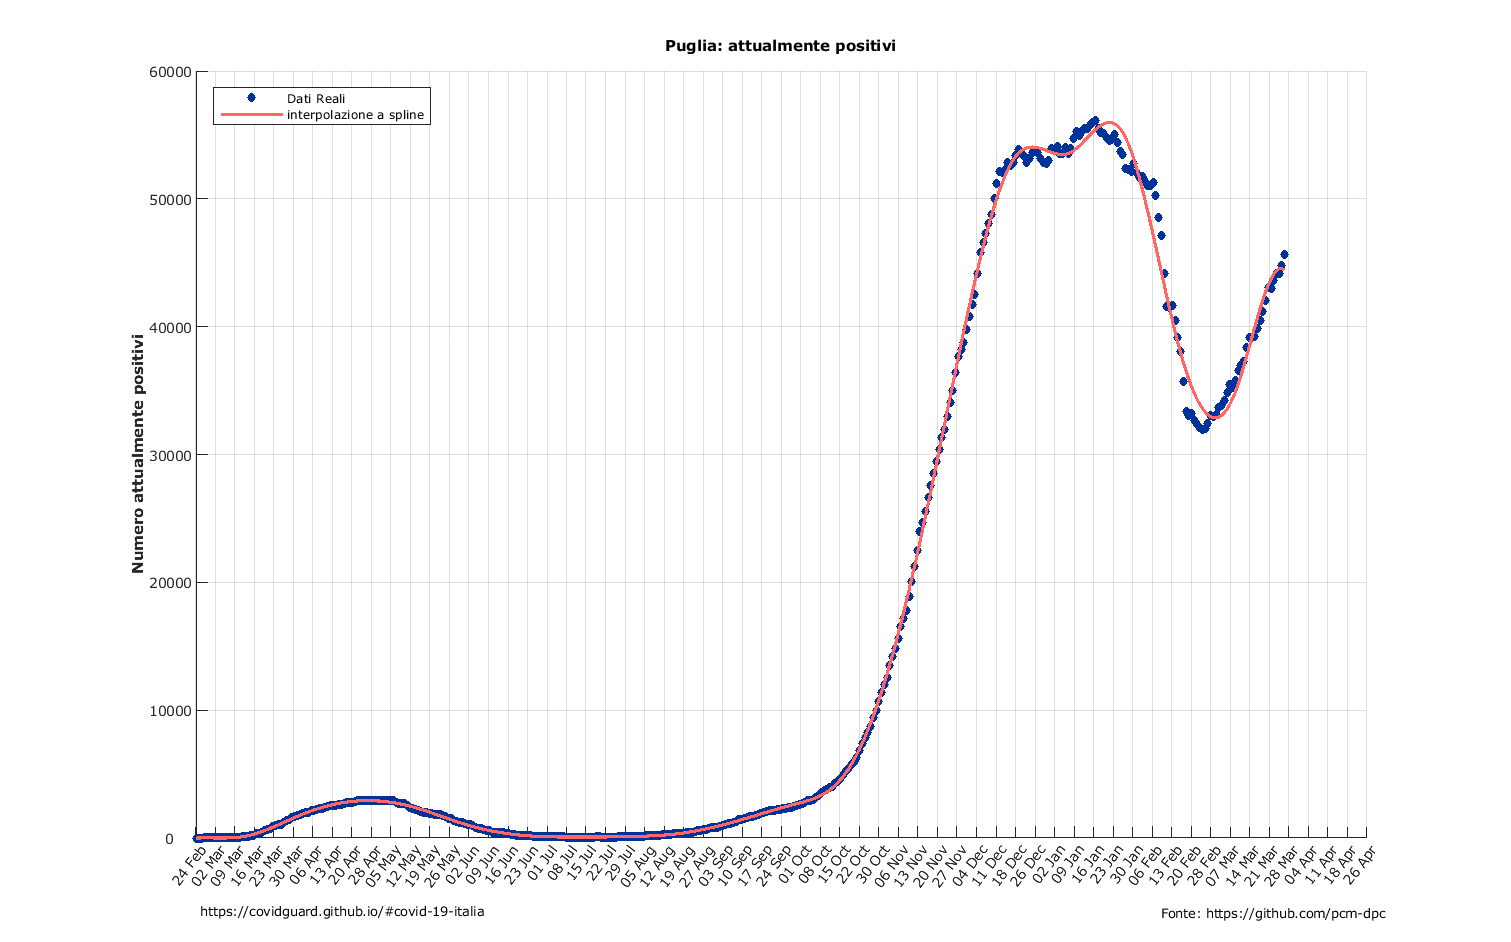 Puglia: attualmente positivi
60000
50000
40000
30000
20000
10000
0
Numero attualmente positivi
Dati Reali
interpolazione a spline
24 Feb
02 Mar
09 Mar
16 Mar
23 Mar
30 Mar
06 Apr
13 Apr
20 Apr
28 Apr
05 May
12 May
19 May
26 May
02 Jun
09 Jun
16 Jun
23 Jun
01 Jul
08 Jul
15 Jul
22 Jul
29 Jul
05 Aug
12 Aug
19 Aug
27 Aug
03 Sep
10 Sep
17 Sep
24 Sep
01 Oct
08 Oct
15 Oct
22 Oct
30 Oct
06 Nov
13 Nov
20 Nov
27 Nov
04 Dec
11 Dec
18 Dec
26 Dec
02 Jan
09 Jan
16 Jan
23 Jan
30 Jan
06 Feb
13 Feb
20 Feb
28 Feb
07 Mar
14 Mar
21 Mar
28 Mar
04 Apr
11 Apr
18 Apr
26 Apr
https://covidguard.github.io/#covid-19-italia
Fonte: https://github.com/pcm-dpc